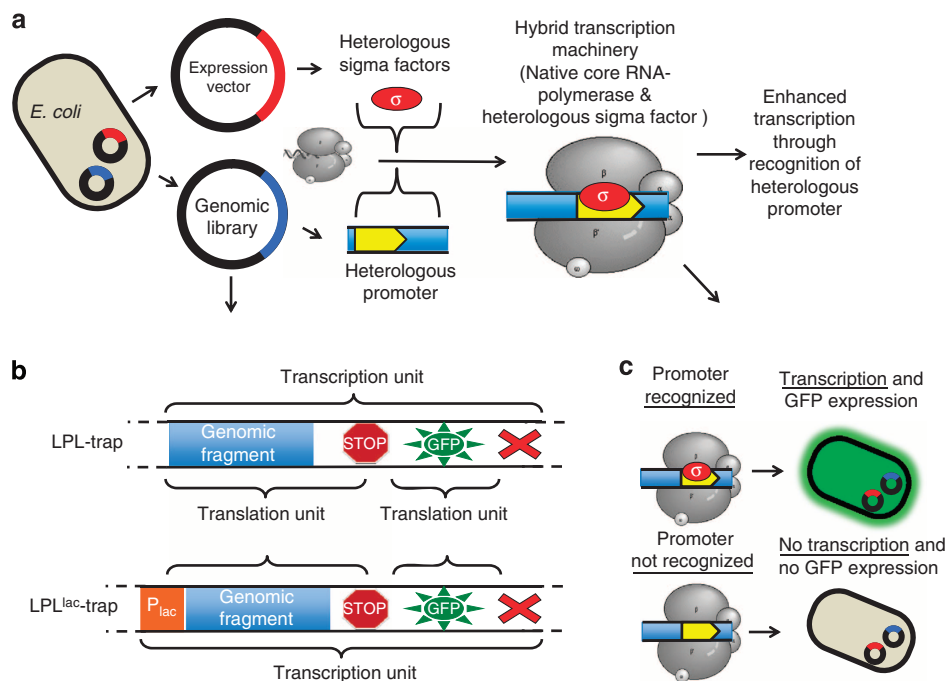 a
E. coli
Expression
vector
Genomic
library
Heterologous
sigma factors
σ
Heterologous
promoter
Hybrid transcription
machinery
(Native core RNA-
polymerase &
heterologous sigma factor )
β
α
σ
α
β'
ω
Enhanced
transcription
through
recognition of
heterologous
promoter
b
Transcription unit
LPL-trap
Genomic
fragment
STOP
GFP
Translation unit
Translation unit
LPLlac-trap
Plac
Genomic
fragment
STOP
GFP
Transcription unit
c
Promoter
recognized
Transcription and
GFP expression
σ
Promoter
not recognized
No transcription and
no GFP expression